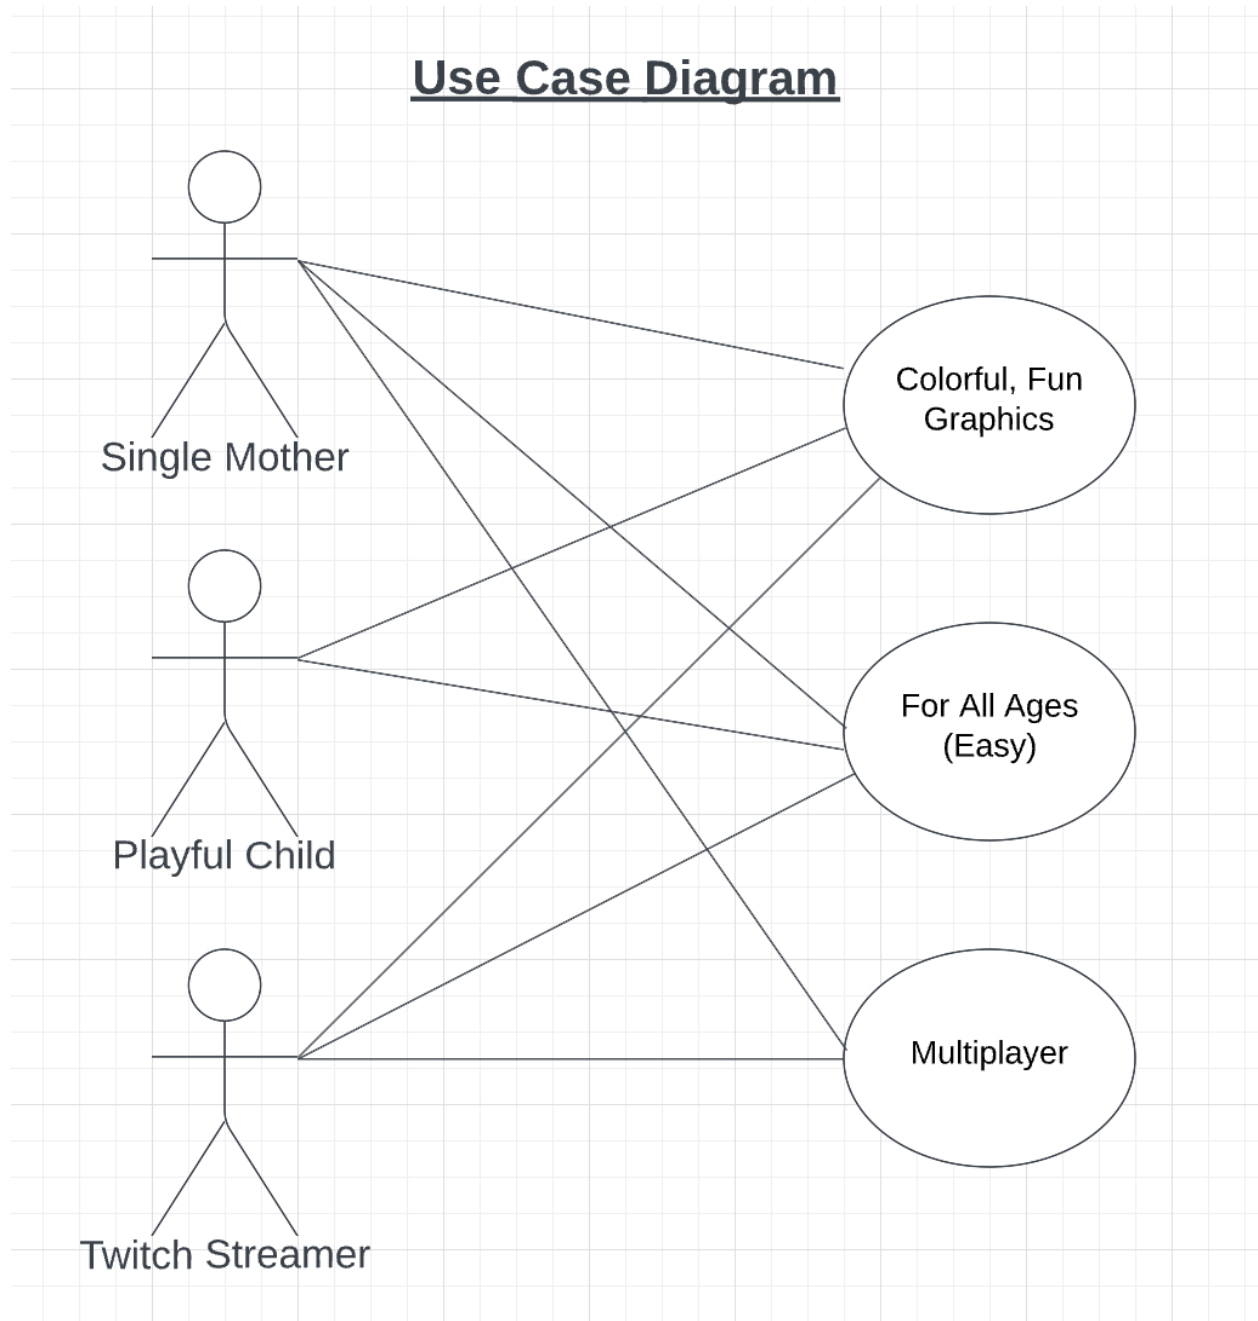 Use Case Diagram
Single Mother
Colorful, Fun
Graphics
Playful Child
For All Ages
(Easy)
Twitch Streamer
Multiplayer